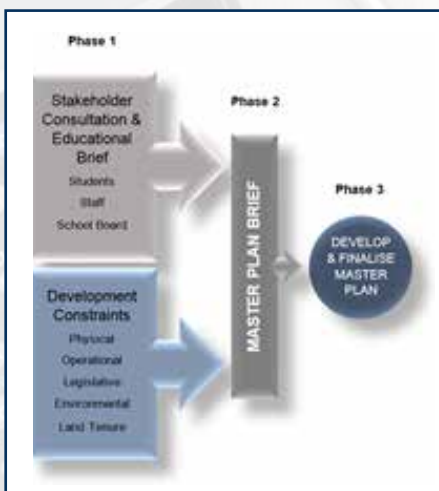 Phase 1
Stakeholder
Consultation &
Educational
Brief
Students
Staff
School Board
Development
Constraints
Physical
Operational
Legislative
Environmental
Land Tenure
Phase 2
MASTER PLAN BRIEF
Phase 3
DEVELOP
& FINALISE
MASTER
PLAN